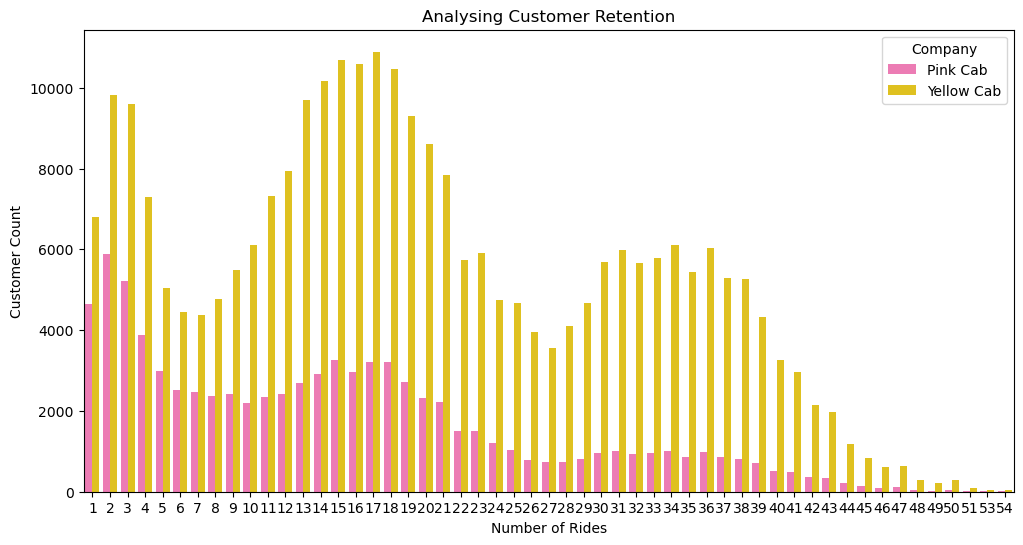 Analysing Customer Retention
Company
Pink Cab
Yellow Cab
10000
8000
6000
4000
2000
0
Customer Count
1 2 3 4 5 6 7 8 9 10 11 12 13 14 15 16 17 18 19 20 21 22 23 24 25 26 27 28 29 30 31 32 33 34 35 36 37 38 39 40 41 42 43 44 45 46 47 48 49 50 51 53 54
Number of Rides